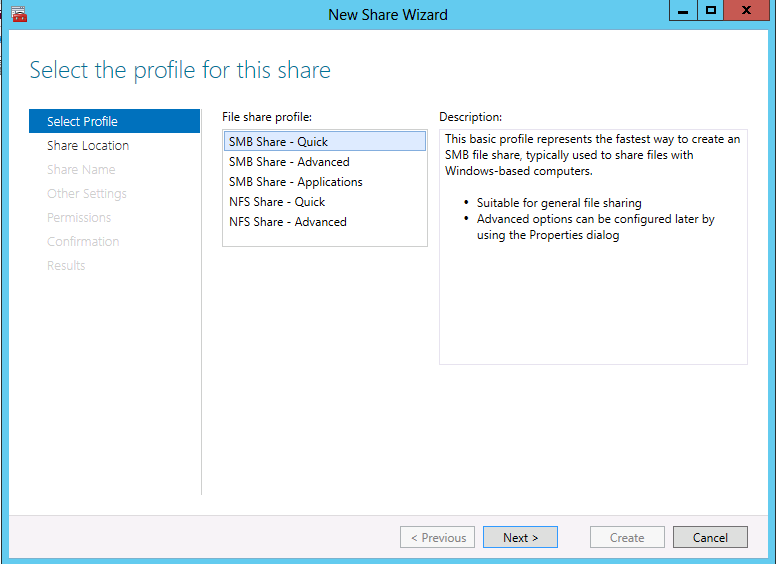 New Share Wizard
Select the profile for this share
Select Profile
Share Location
Share Name
Other Settings
Permissions
Confirmation
Results
File share profile:
SMB Share - Quick
SMB Share - Advanced
SMB Share - Applications
NFS Share - Quick
NFS Share - Advanced
Description:
This basic profile represents the fastest way to create an
SMB file share, typically used to share files with
Windows-based computers.
• Suitable for general file sharing
• Advanced options can be configured later by
using the Properties dialog
< Previous
Next >
Create
Cancel